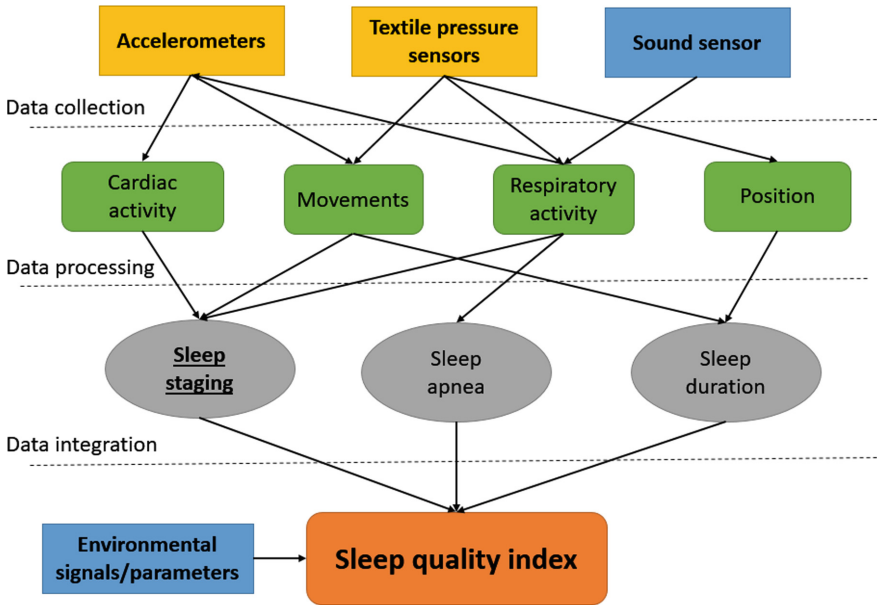 Accelerometers
Textile pressure
sensors
Sound sensor
Data collection
Cardiac
activity
Movements
Respiratory
activity
Position
Data processing
Sleep
staging
Sleep
apnea
Sleep
duration
Data integration
Environmental
signals/parameters
Sleep quality index